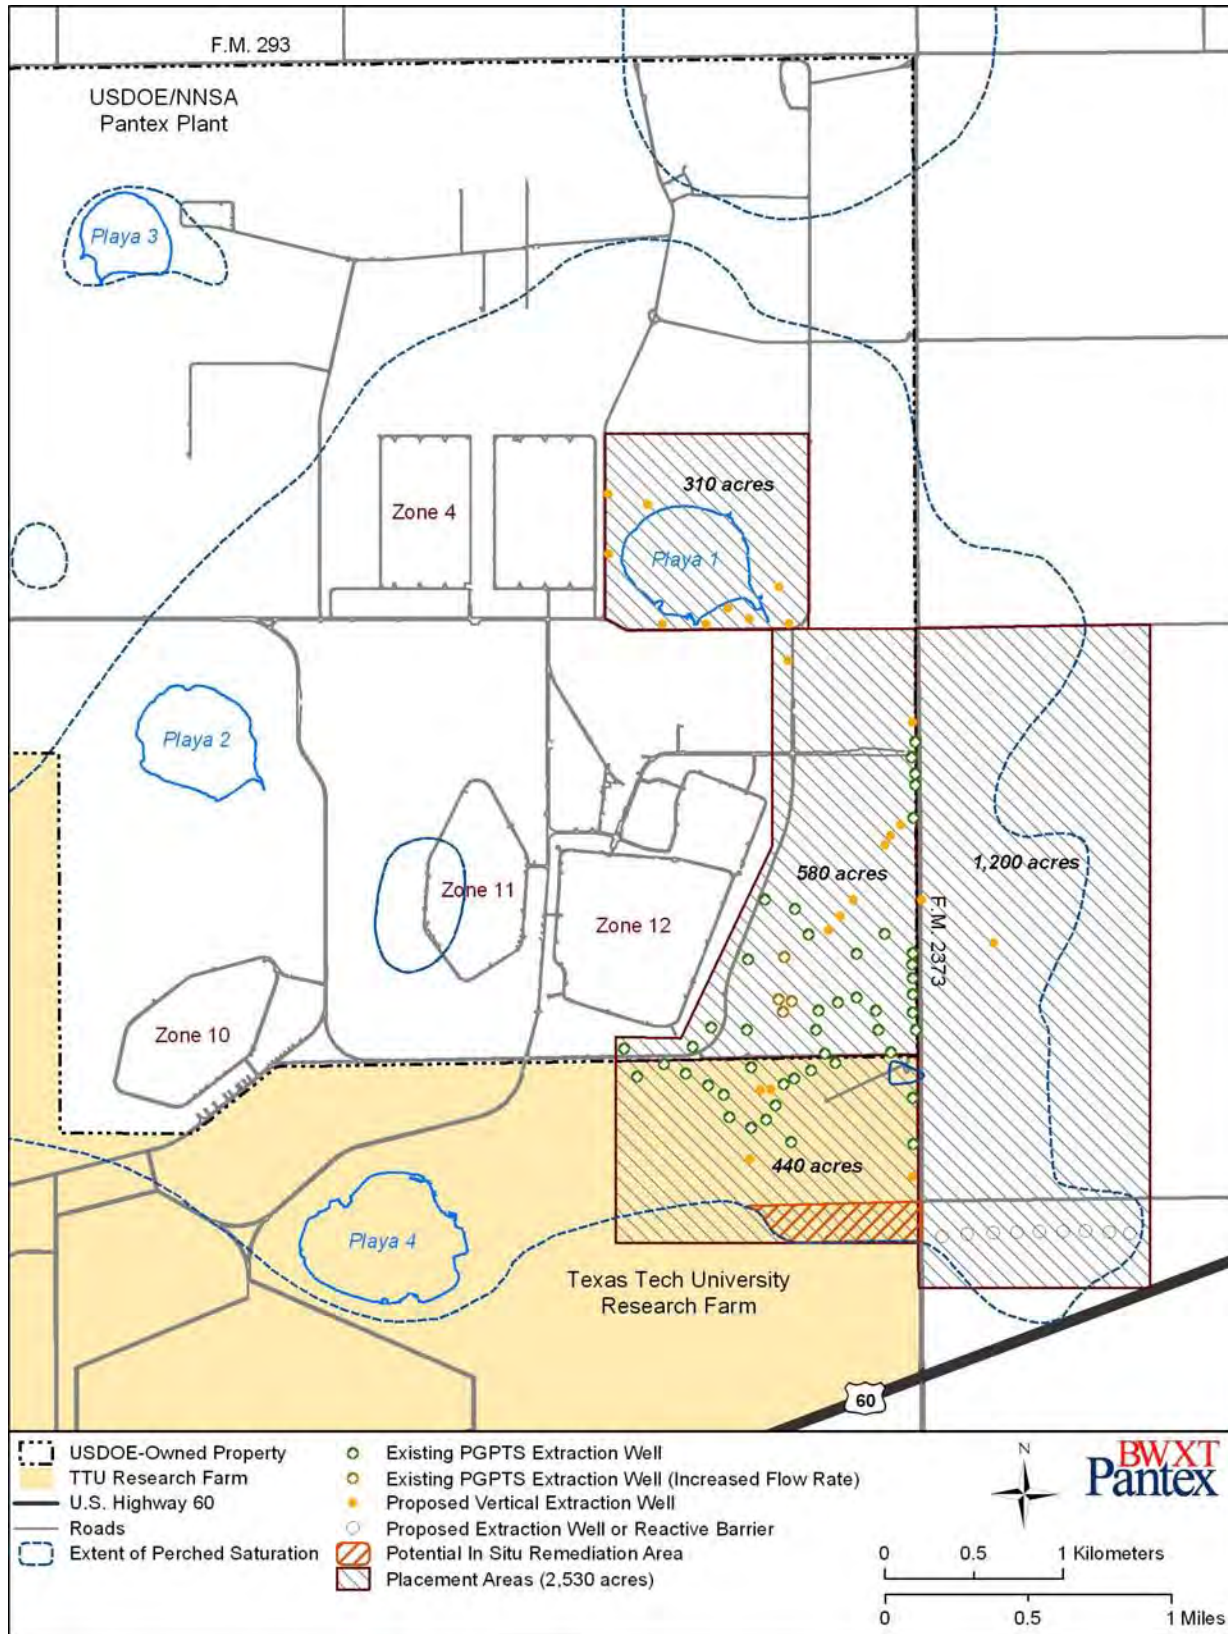 F.M. 293
USDOE/NNSA
Pantex Plant
Playa 3
310 acres
Zone 4
Playa 1
Playa 2
580 acres
1,200 acres
Zone 11
Zone 12
F.M. 2373
Zone 10
440 acres
Playa 4
Texas Tech University
Research Farm
60
USDOE-Owned Property
TTU Research Farm
U.S. Highway 60
Roads
Extent of Perched Saturation
Existing PGPTS Extraction Well
Existing PGPTS Extraction Well (Increased Flow Rate)
Proposed Vertical Extraction Well
Proposed Extraction Well or Reactive Barrier
Potential In Situ Remediation Area
Placement Areas (2,530 acres)
N
BWXT
Pantex
0 0.5 1 Kilometers
0 0.5 1 Miles